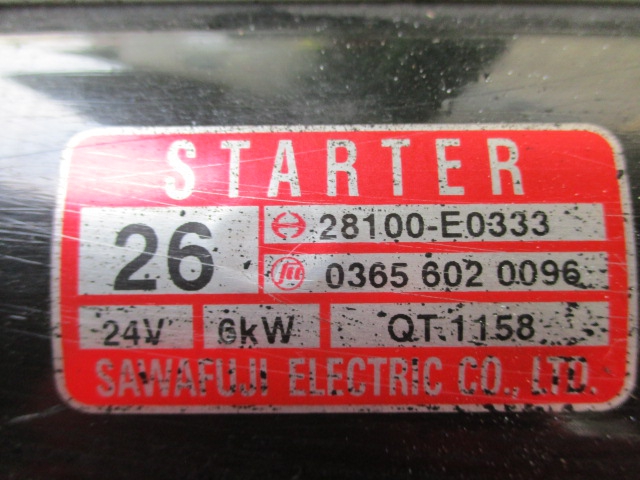 STARTER
26
28100-E0333
0365 602 0096
24V 6kW QT.1158
SAWAFUJI ELECTRIC CO., LTD.